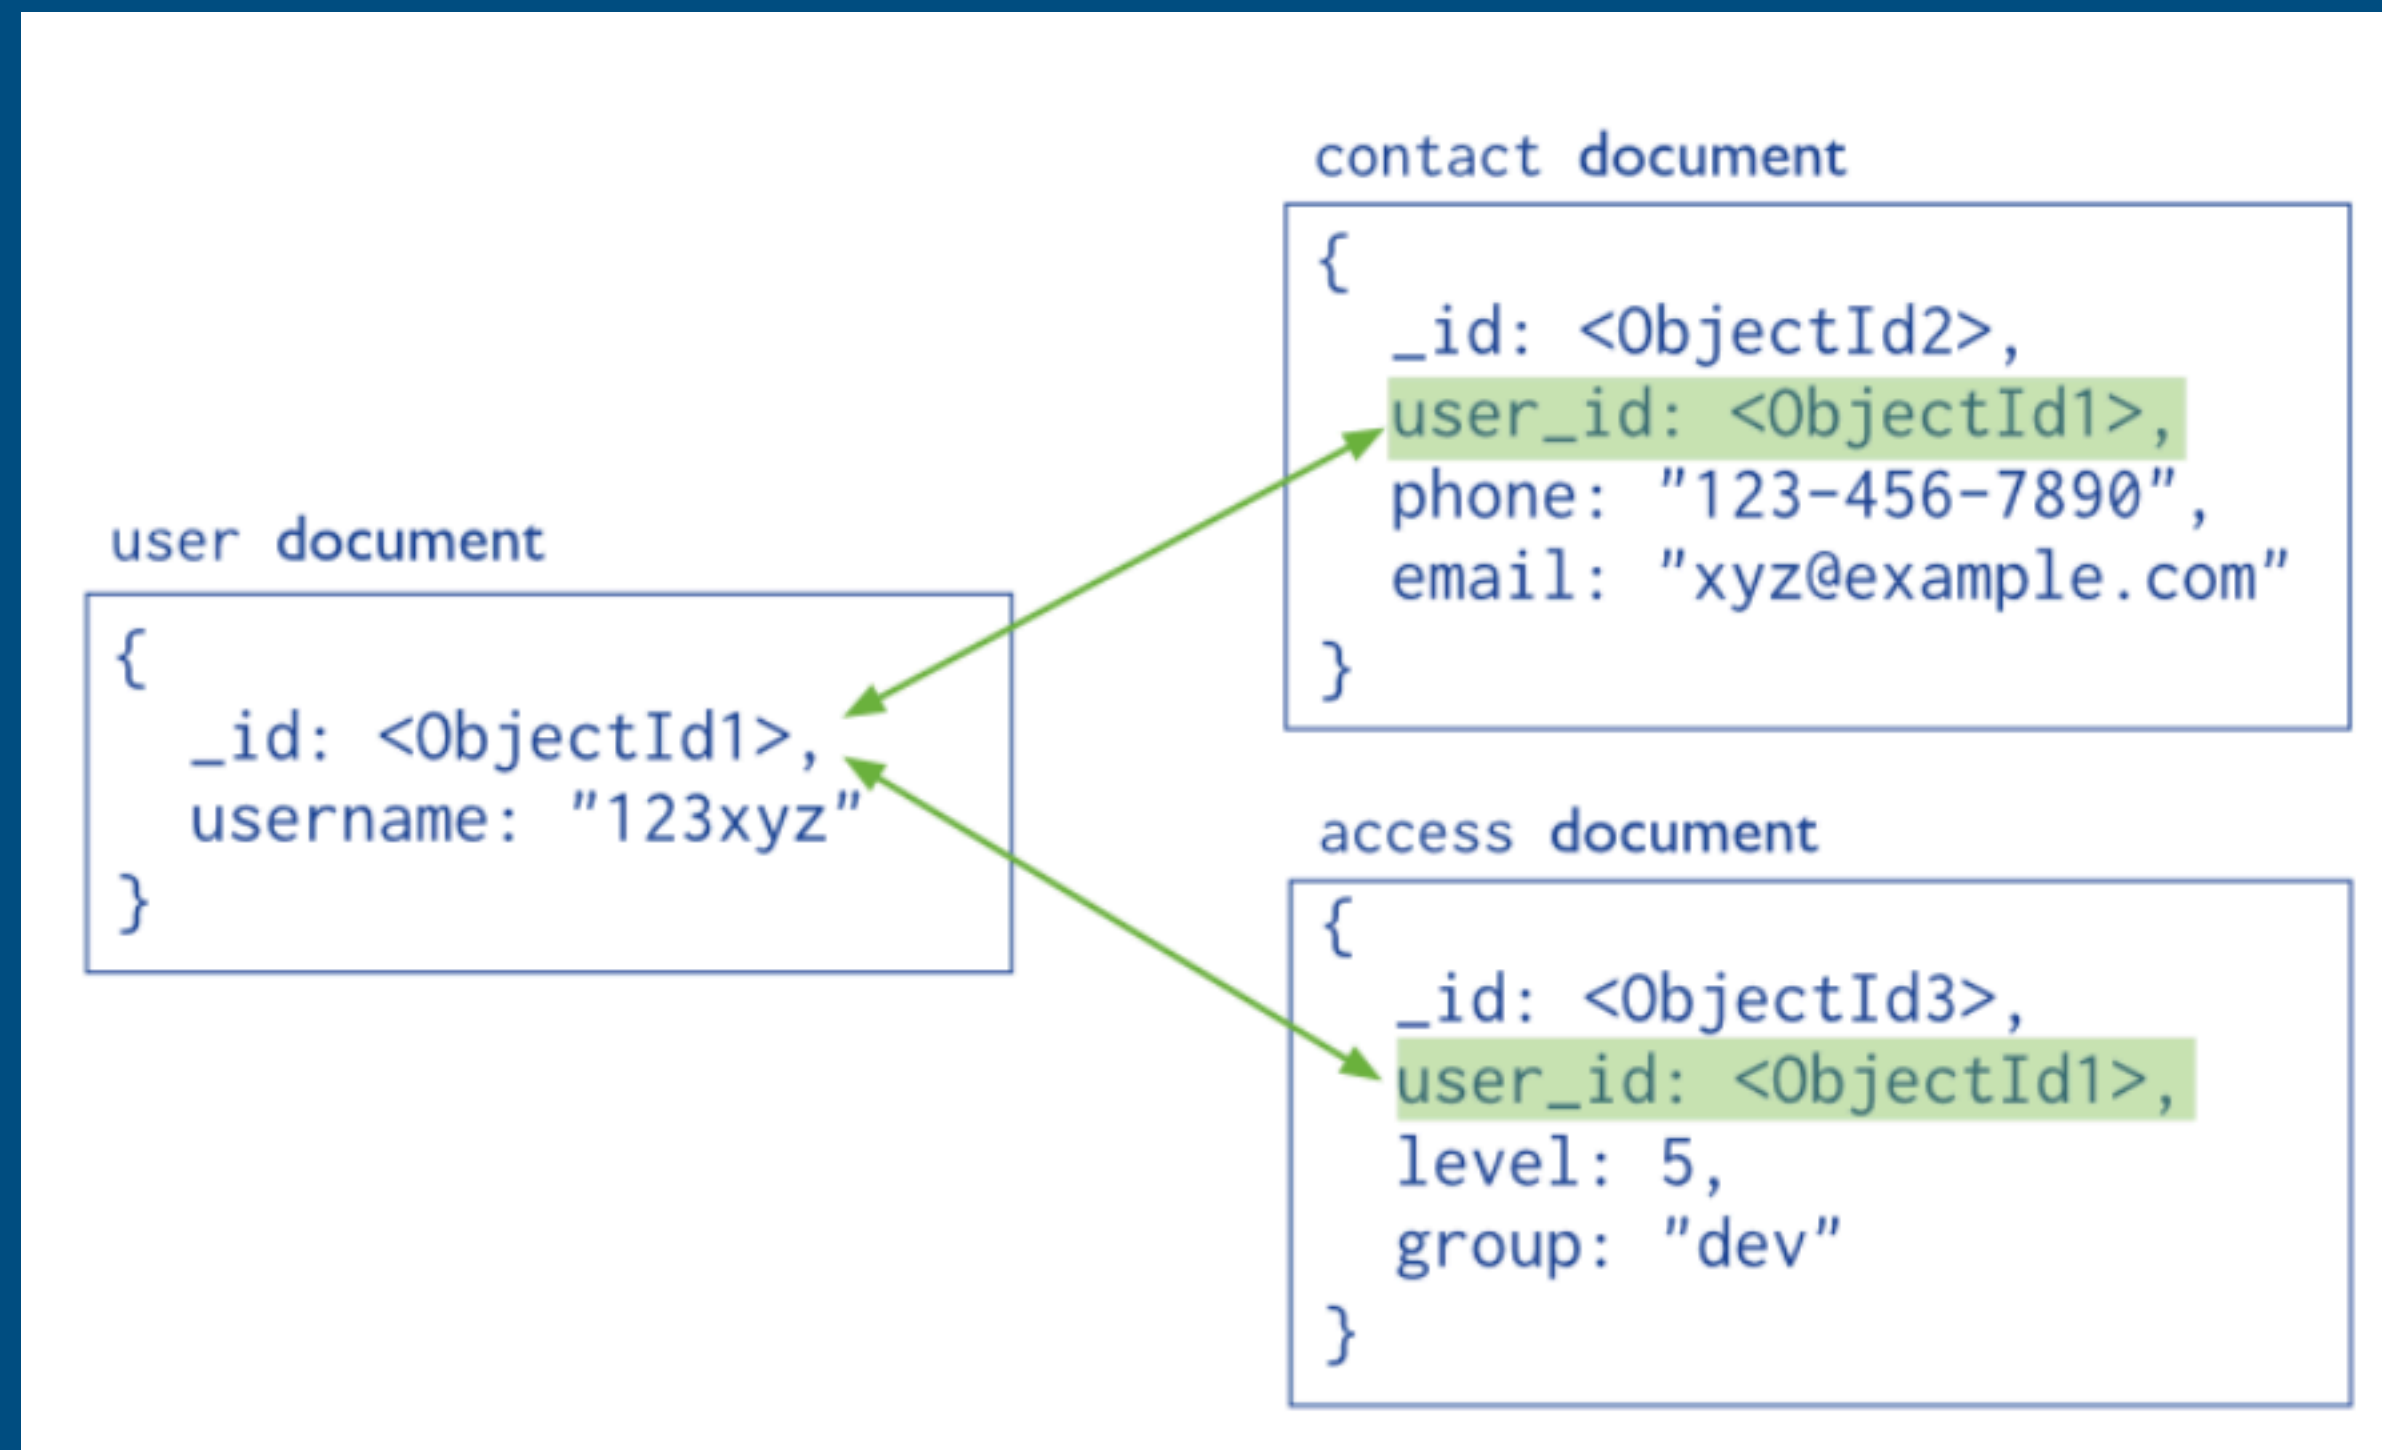 user document
{
_id: <ObjectId1>,
username: "123xyz"
}
contact document
{
_id: <ObjectId2>,
user_id: <ObjectId1>,
phone: "123-456-7890",
email: "xyz@example.com"
}
access document
{
_id: <ObjectId3>,
user_id: <ObjectId1>,
level: 5,
group: "dev"
}